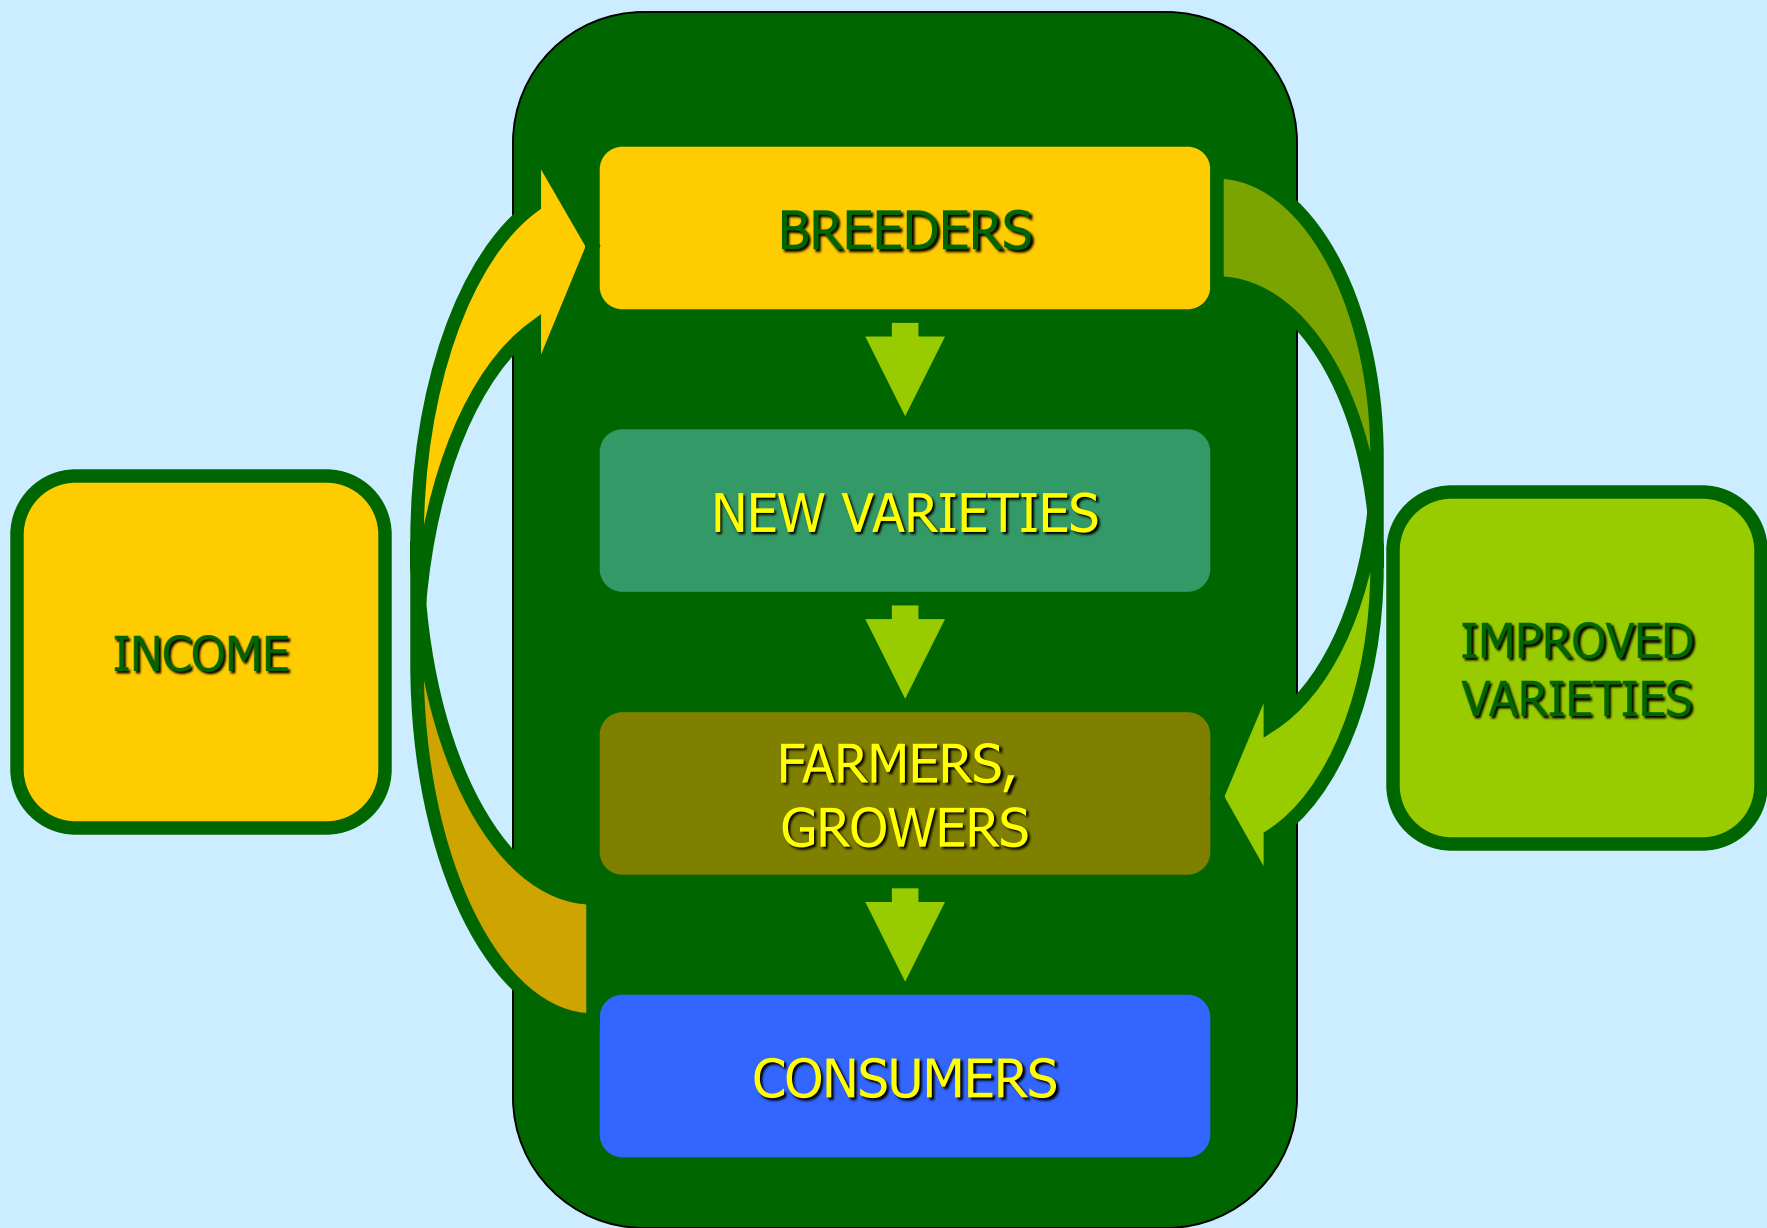 BREEDERS
NEW VARIETIES
FARMERS,
GROWERS
CONSUMERS
INCOME
IMPROVED
VARIETIES